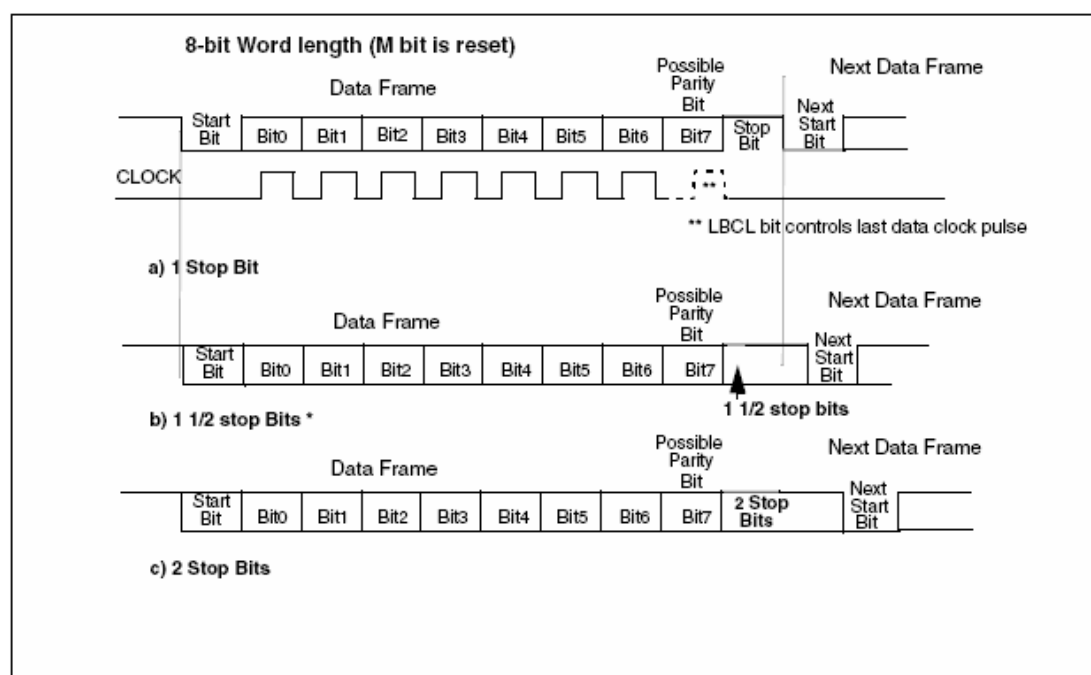 8-bit Word length (M bit is reset)
Data Frame
Possible
Parity
Bit
Next Data Frame
Start
Bit
Bit0
Bit1
Bit2
Bit3
Bit4
Bit5
Bit6
Bit7
Stop
Bit
Next
Start
Bit
CLOCK
**
** LBCL bit controls last data clock pulse
a) 1 Stop Bit
Data Frame
Possible
Parity
Bit
Next Data Frame
Start
Bit
Bit0
Bit1
Bit2
Bit3
Bit4
Bit5
Bit6
Bit7
Next
Start
Bit
1 1/2 stop bits
b) 1 1/2 stop Bits *
Data Frame
Possible
Parity
Bit
Next Data Frame
Start
Bit
Bit0
Bit1
Bit2
Bit3
Bit4
Bit5
Bit6
Bit7
2 Stop
Bits
Next
Start
Bit
c) 2 Stop Bits